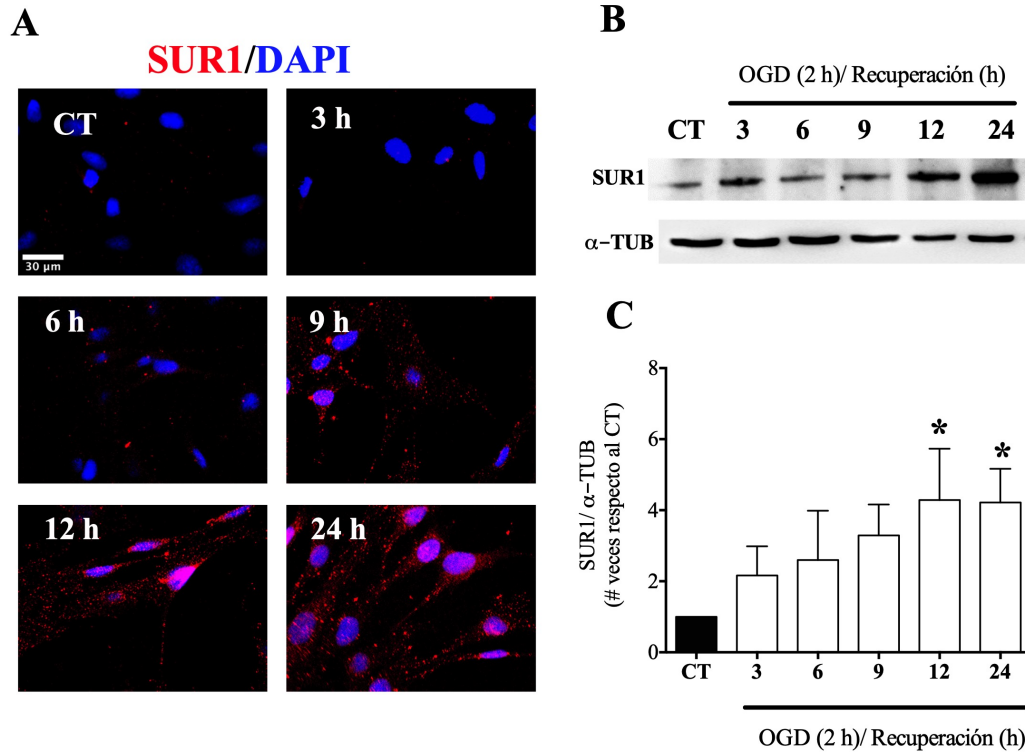 A
SUR1/DAPI
CT
3 h
30 µm
6 h
9 h
12 h
24 h
B
OGD (2 h)/ Recuperación (h)
CT 3 6 9 12 24
SUR1
α-TUB
C
SUR1/ α-TUB
(# veces respecto al CT)
8
6
4
2
0
* *
CT 3 6 9 12 24
OGD (2 h)/ Recuperación (h)